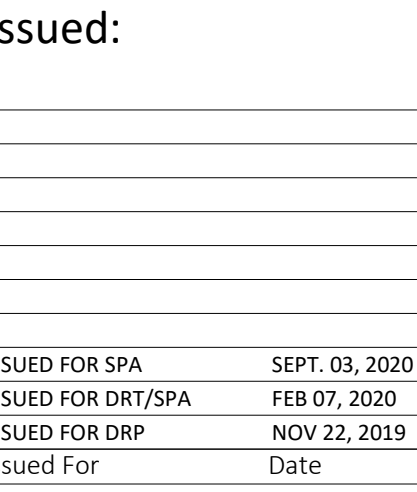 ssued:
SUED FOR SPA SEPT. 03, 2020
SUED FOR DRT/SPA FEB 07, 2020
SUED FOR DRP NOV 22, 2019
sued For Date